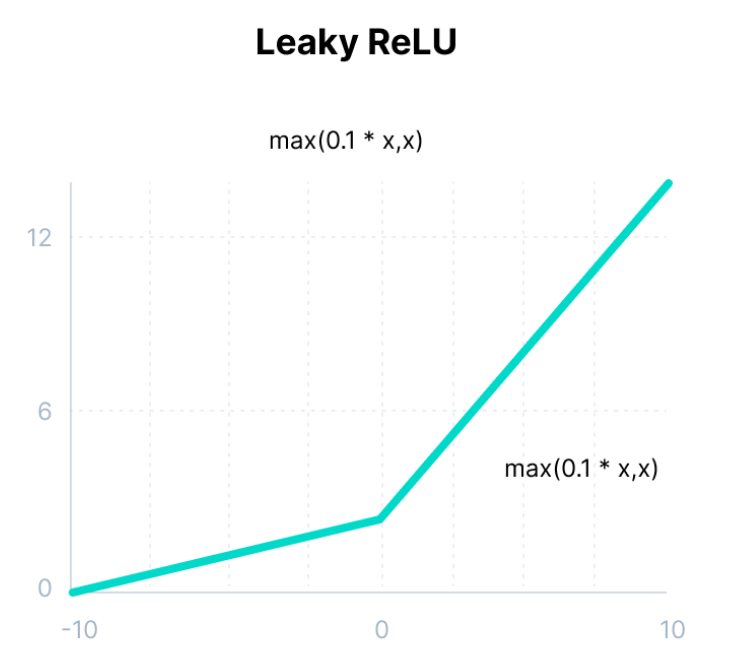 Leaky ReLU
max(0.1 * x,x)
12
6
max(0.1 * x,x)
0
-10 0 10